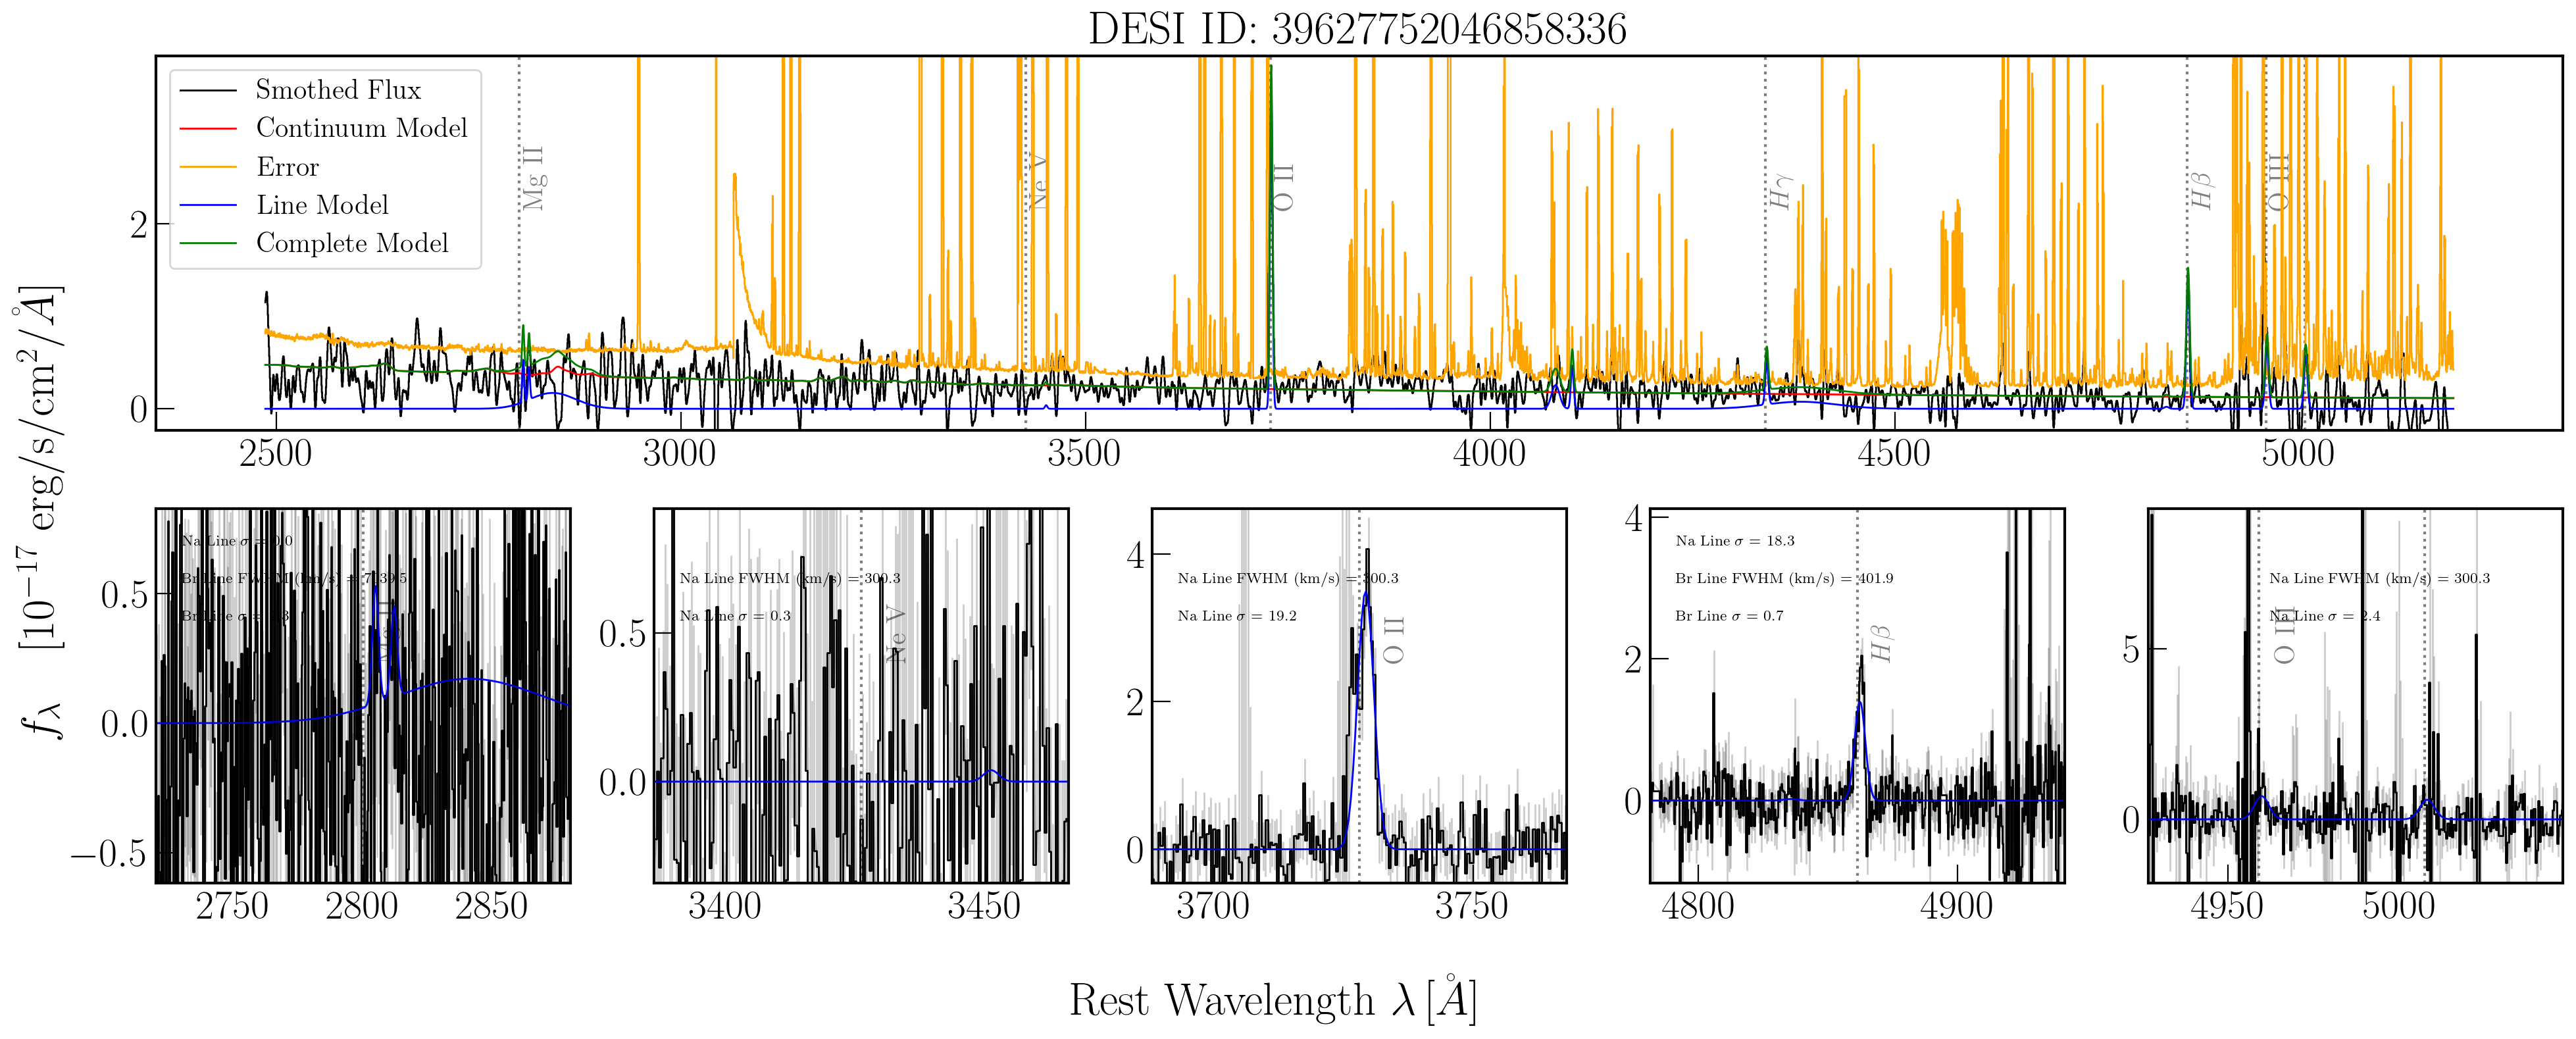 DESI ID: 39627752046858336
Smothed Flux
Continuum Model
Error
Line Model
Complete Model
Mg II
Ne V
O II
Hγ
Hβ
O III
2
0
2500
3000
3500
4000
4500
5000
f_λ [10^{-17} erg/s/cm^2/Å]
Na Line σ = 0.0
Br Line FWHM (km/s) =
Br Line σ =
0.5
0.0
−0.5
2750
2800
2850
Na Line FWHM (km/s) = 300.3
Na Line σ = 0.3
Ne V
0.5
0.0
3400
3450
Na Line FWHM (km/s) = 300.3
Na Line σ = 19.2
O II
4
2
0
3700
3750
Na Line σ = 18.3
Br Line FWHM (km/s) = 401.9
Br Line σ = 0.7
Hβ
4
2
0
4800
4900
Na Line FWHM (km/s) = 300.3
Na Line σ = 2.4
O III
5
0
4950
5000
Rest Wavelength λ [Å]